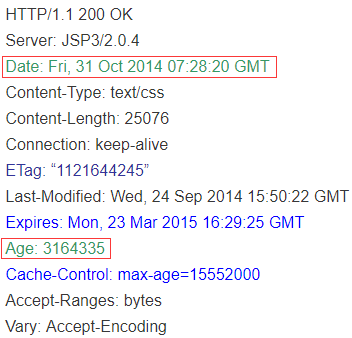 HTTP/1.1 200 OK
Server: JSP3/2.0.4
Date: Fri, 31 Oct 2014 07:28:20 GMT
Content-Type: text/css
Content-Length: 25076
Connection: keep-alive
ETag: “1121644245”
Last-Modified: Wed, 24 Sep 2014 15:50:22 GMT
Expires: Mon, 23 Mar 2015 16:29:25 GMT
Age: 3164335
Cache-Control: max-age=15552000
Accept-Ranges: bytes
Vary: Accept-Encoding